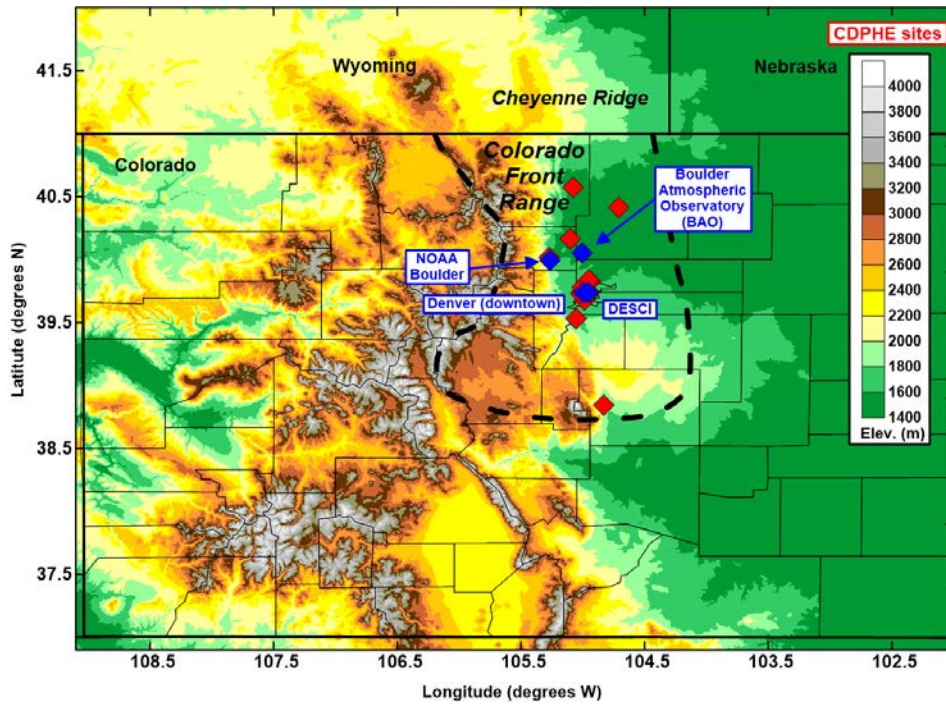 CDPHE sites
Wyoming
Nebraska
Cheyenne Ridge
Colorado
Colorado
Front
Range
Boulder
Atmospheric
Observatory
(BAO)
NOAA
Boulder
Denver (downtown)
DESCI
4000
3800
3600
3400
3200
3000
2800
2600
2400
2200
2000
1800
1600
1400
Elev. (m)
Latitude (degrees N)
41.5
40.5
39.5
38.5
37.5
108.5 107.5 106.5 105.5 104.5 103.5 102.5
Longitude (degrees W)